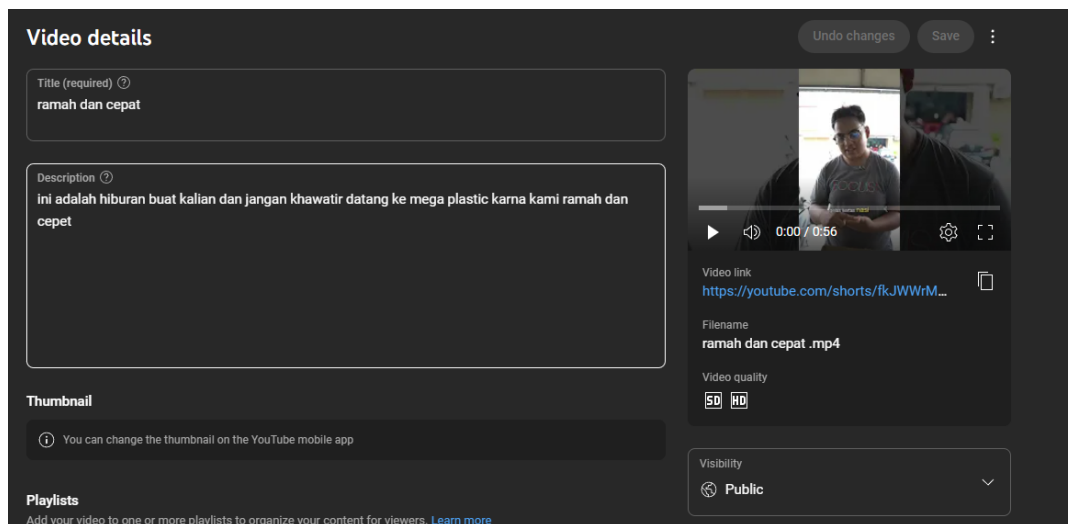 Video details
Undo changes
Save
Title (required)
ramah dan cepat
Description
ini adalah hiburan buat kalian dan jangan khawatir datang ke mega plastic karna kami ramah dan
cepet
Thumbnail
You can change the thumbnail on the YouTube mobile app
Playlists
Add your video to one or more playlists to organize your content for viewers. Learn more
FOCUS
0:00 / 0:56
Video link
https://youtube.com/shorts/fkJWWrM...
Filename
ramah dan cepat .mp4
Video quality
SD HD
Visibility
Public